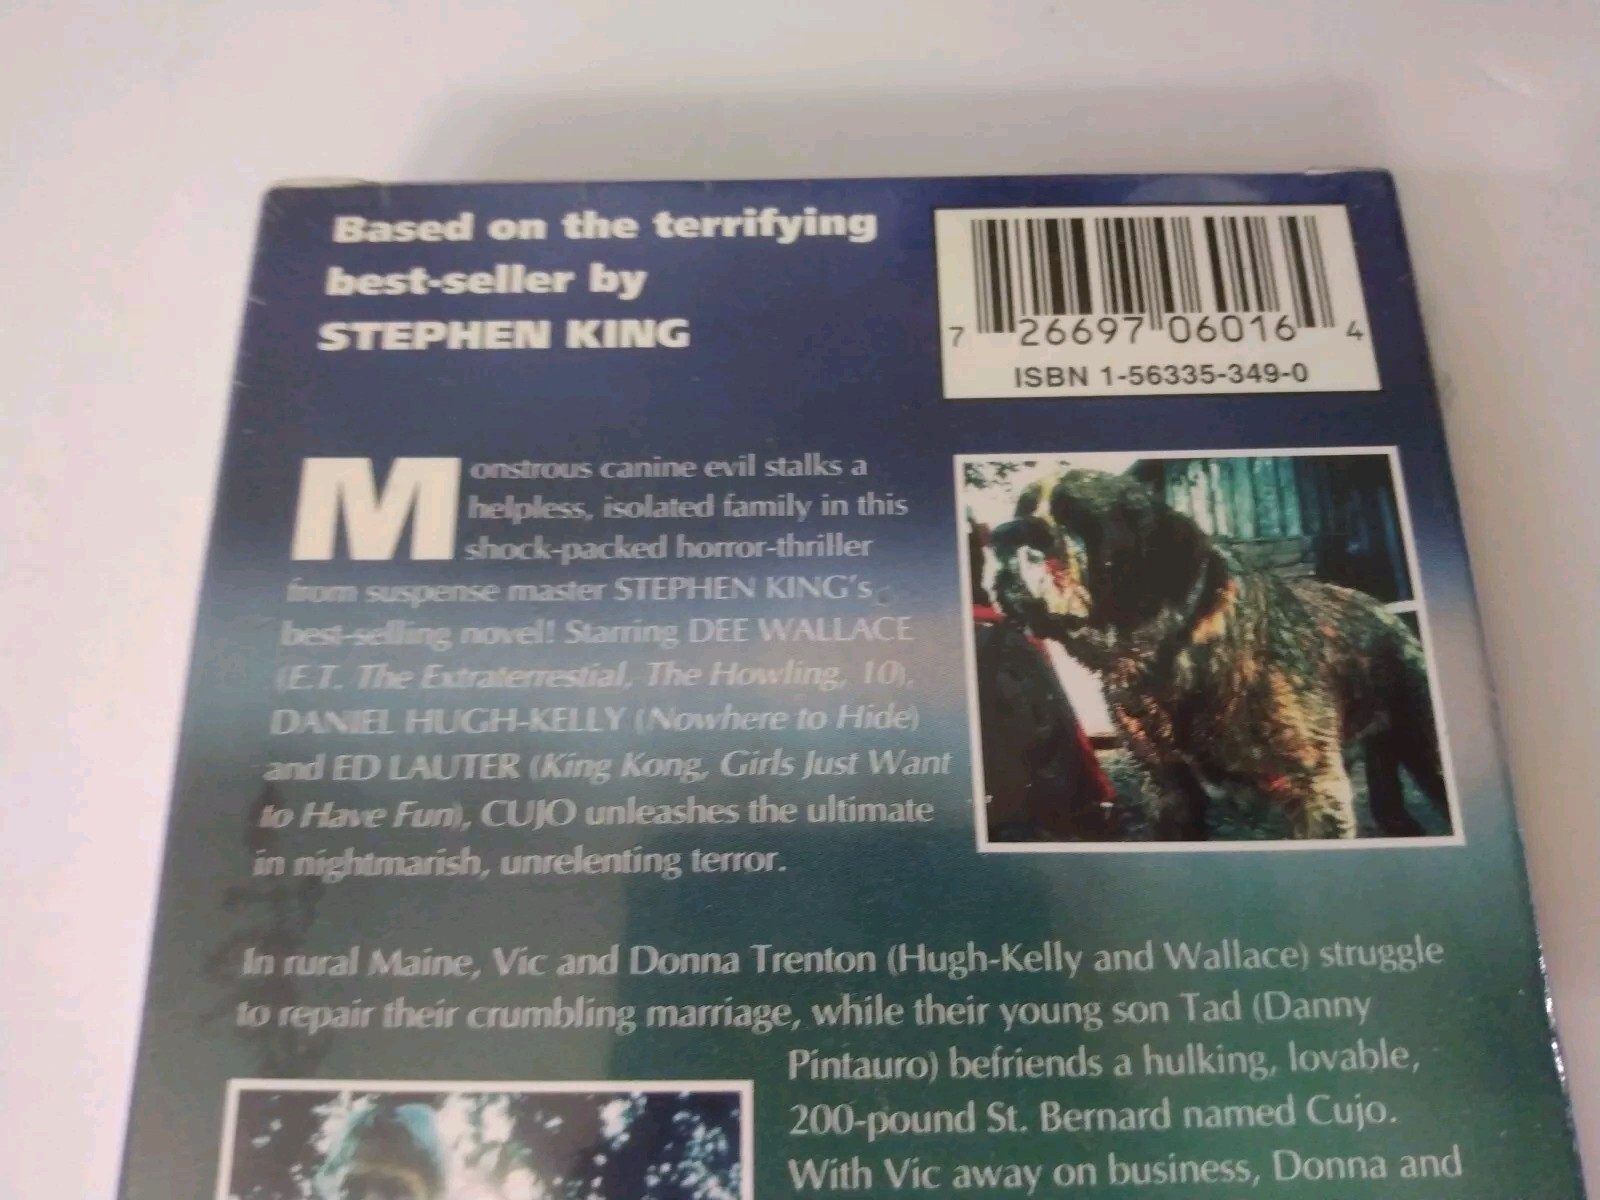 Based on the terrifying
best-seller by
STEPHEN KING
7 26697 06016 4
ISBN 1-56335-349-0
Monstrous canine evil stalks a
helpless, isolated family in this
shock-packed horror-thriller
from suspense master STEPHEN KING's
best-selling novel! Starring DEE WALLACE
(E.T. The Extraterrestial, The Howling, 10),
DANIEL HUGH-KELLY (Nowhere to Hide)
and ED LAUTER (King Kong, Girls Just Want
to Have Fun), CUJO unleashes the ultimate
in nightmarish, unrelenting terror.
In rural Maine, Vic and Donna Trenton (Hugh-Kelly and Wallace) struggle
to repair their crumbling marriage, while their young son Tad (Danny
Pintauro) befriends a hulking, lovable,
200-pound St. Bernard named Cujo.
With Vic away on business, Donna and